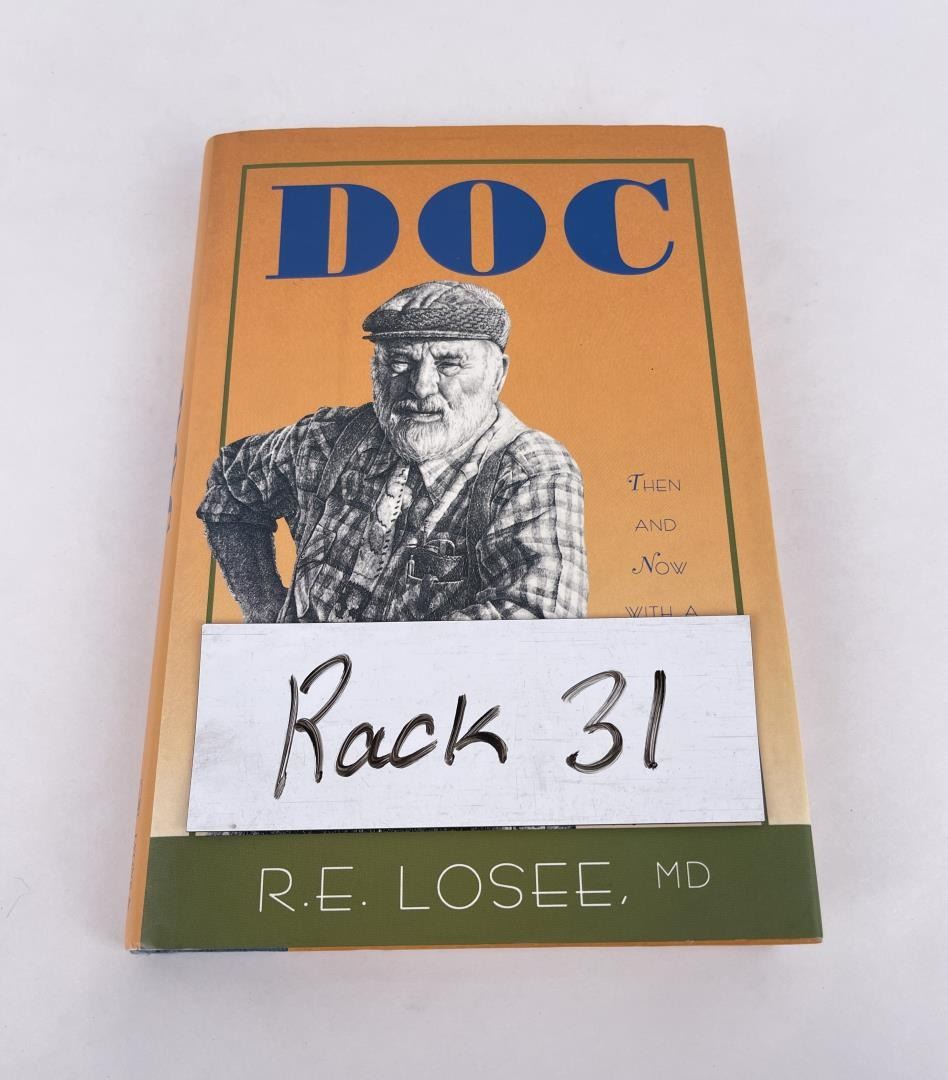 DOC
THEN
AND
NOW
WITH A
Rack 31
R.E. LOSEE, MD